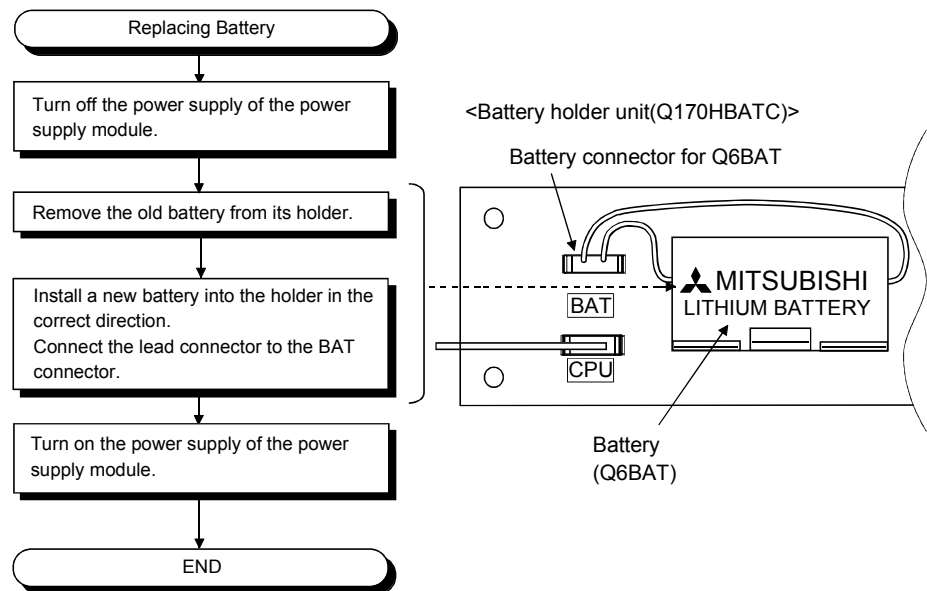 Replacing Battery
Turn off the power supply of the power
supply module.
Remove the old battery from its holder.
Install a new battery into the holder in the
correct direction.
Connect the lead connector to the BAT
connector.
Turn on the power supply of the power
supply module.
END
<Battery holder unit(Q170HBATC)>
Battery connector for Q6BAT
BAT
CPU
MITSUBISHI
LITHIUM BATTERY
Battery
(Q6BAT)